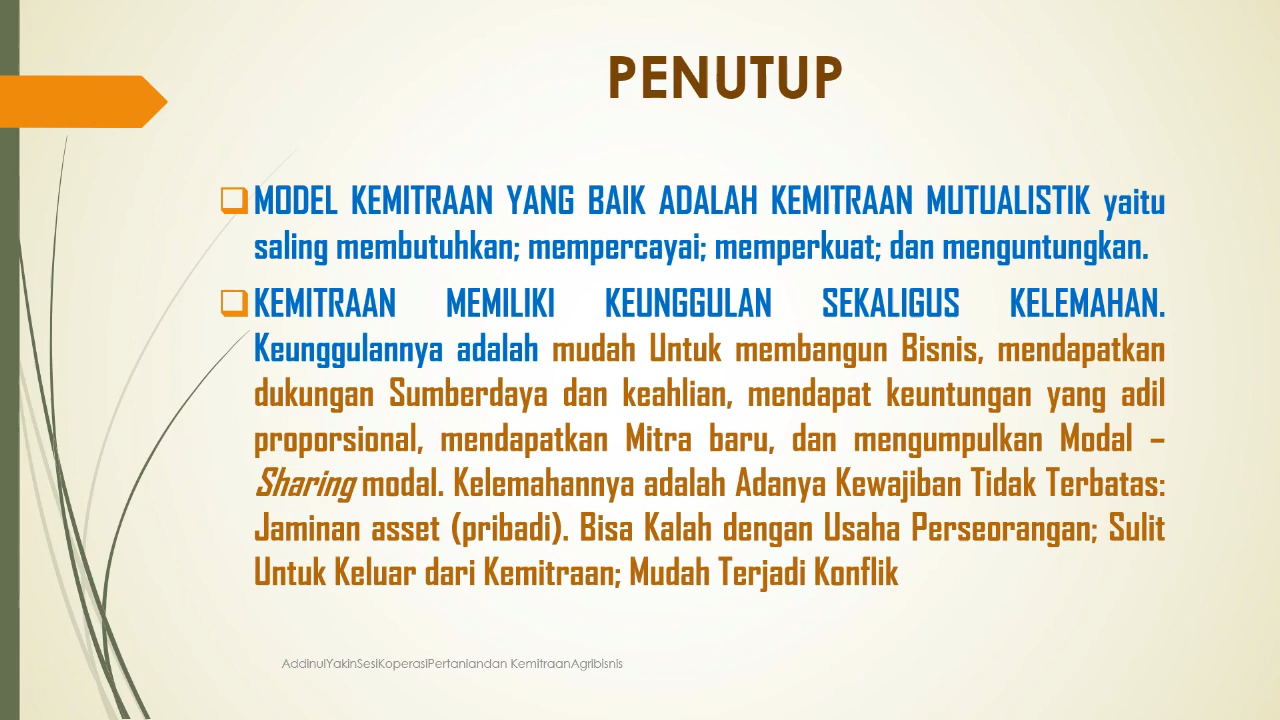 PENUTUP
MODEL KEMITRAAN YANG BAIK ADALAH KEMITRAAN MUTUALISTIK yaitu
saling membutuhkan; mempercayai; memperkuat; dan menguntungkan.
KEMITRAAN MEMILIKI KEUNGGULAN SEKALIGUS KELEMAHAN.
Keunggulannya adalah mudah Untuk membangun Bisnis, mendapatkan
dukungan Sumberdaya dan keahlian, mendapat keuntungan yang adil
proporsional, mendapatkan Mitra baru, dan mengumpulkan Modal –
Sharing modal. Kelemahannya adalah Adanya Kewajiban Tidak Terbatas:
Jaminan asset (pribadi). Bisa Kalah dengan Usaha Perseorangan; Sulit
Untuk Keluar dari Kemitraan; Mudah Terjadi Konflik
AddinulYakinSesiKoperasiPertaniandan KemitraanAgribisnis